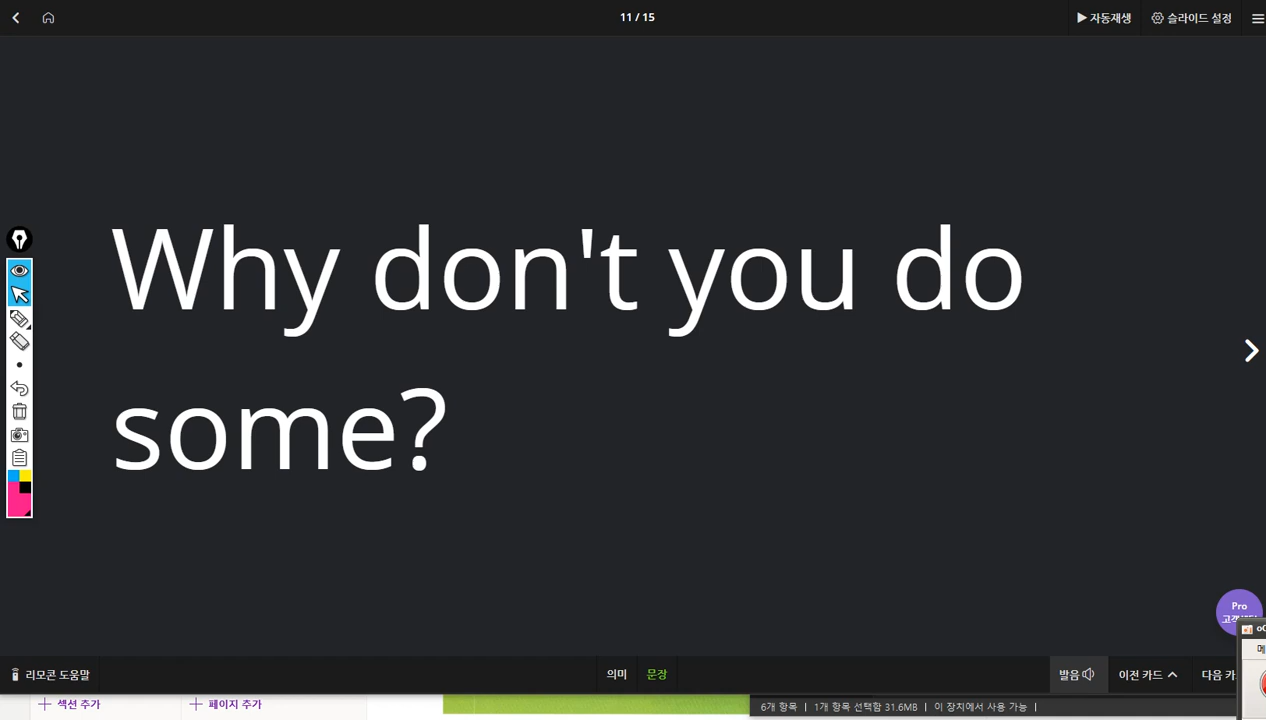 11 / 15
▶ 자동재생
슬라이드 설정
Why don't you do
some?
Pro
리모콘 도움말
의미
문장
발음
이전 카드
다음
섹션 추가
페이지 추가
6개 항목 | 1개 항목 선택함 31.6MB | 이 장치에서 사용 가능 |